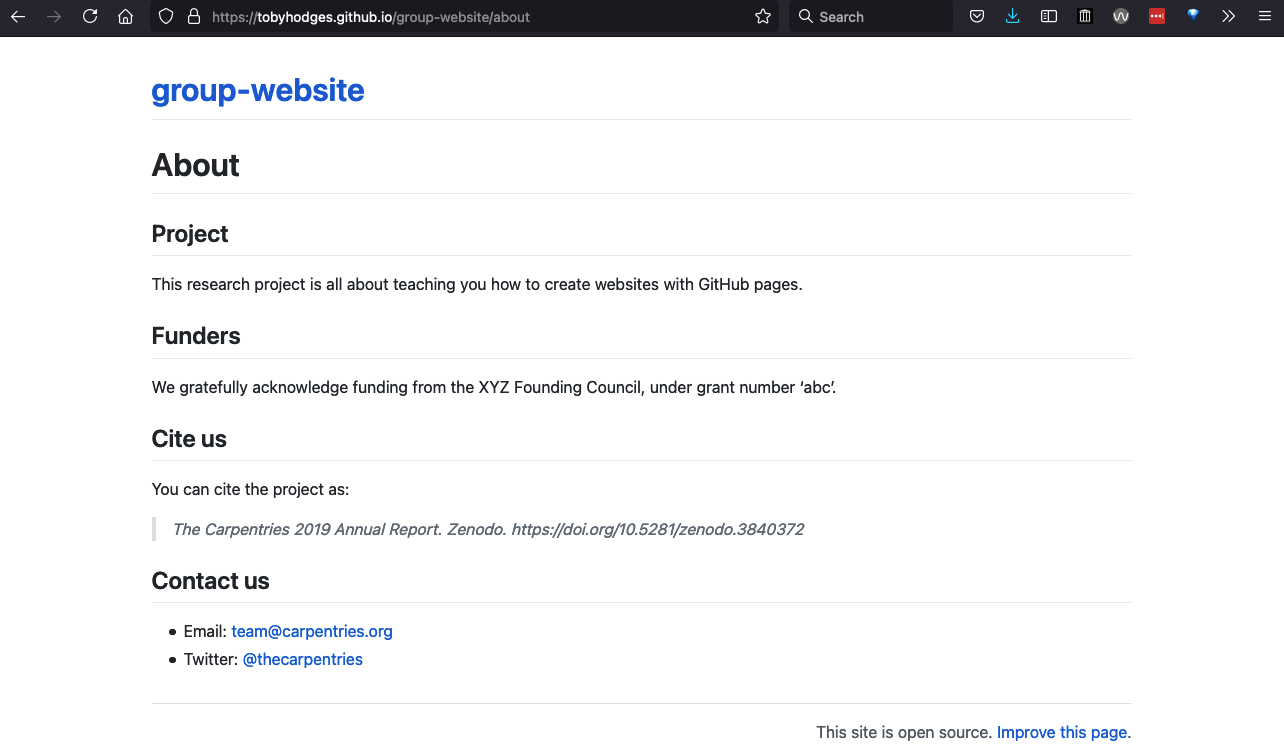 https://tobyhodges.github.io/group-website/about
Search
group-website
About
Project
This research project is all about teaching you how to create websites with GitHub pages.
Funders
We gratefully acknowledge funding from the XYZ Founding Council, under grant number ‘abc’.
Cite us
You can cite the project as:
The Carpentries 2019 Annual Report. Zenodo. https://doi.org/10.5281/zenodo.3840372
Contact us
• Email: team@carpentries.org
• Twitter: @thecarpentries
This site is open source. Improve this page.